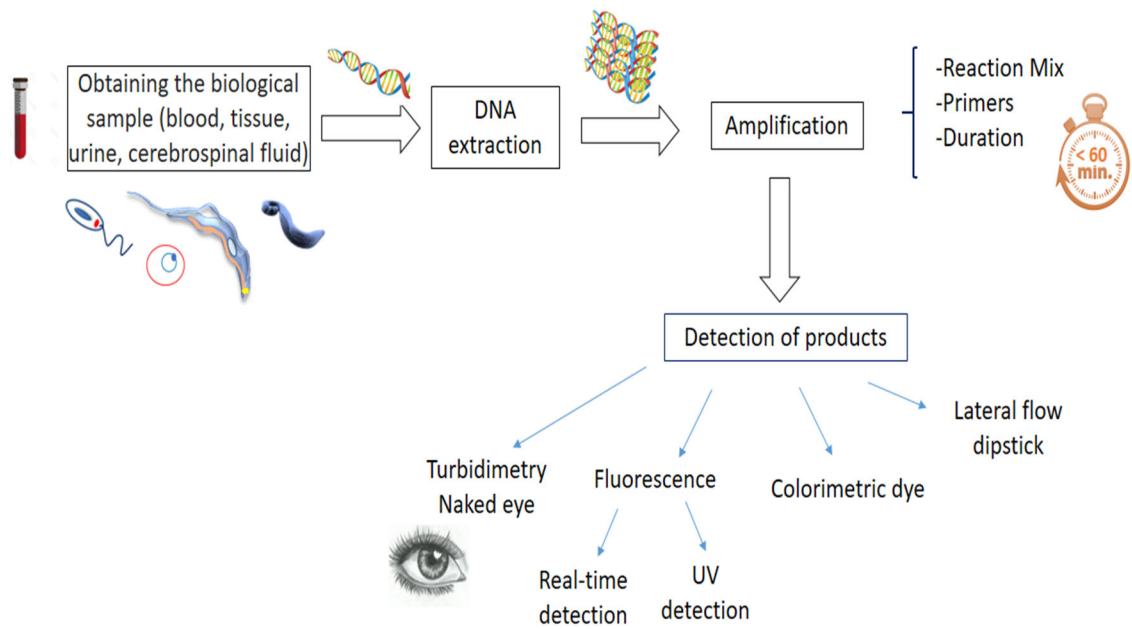 Obtaining the biological
sample (blood, tissue,
urine, cerebrospinal fluid)
DNA
extraction
Amplification
-Reaction Mix
-Primers
-Duration
< 60
min.
Detection of products
Turbidimetry
Naked eye
Fluorescence
Colorimetric dye
Lateral flow
dipstick
Real-time
detection
UV
detection